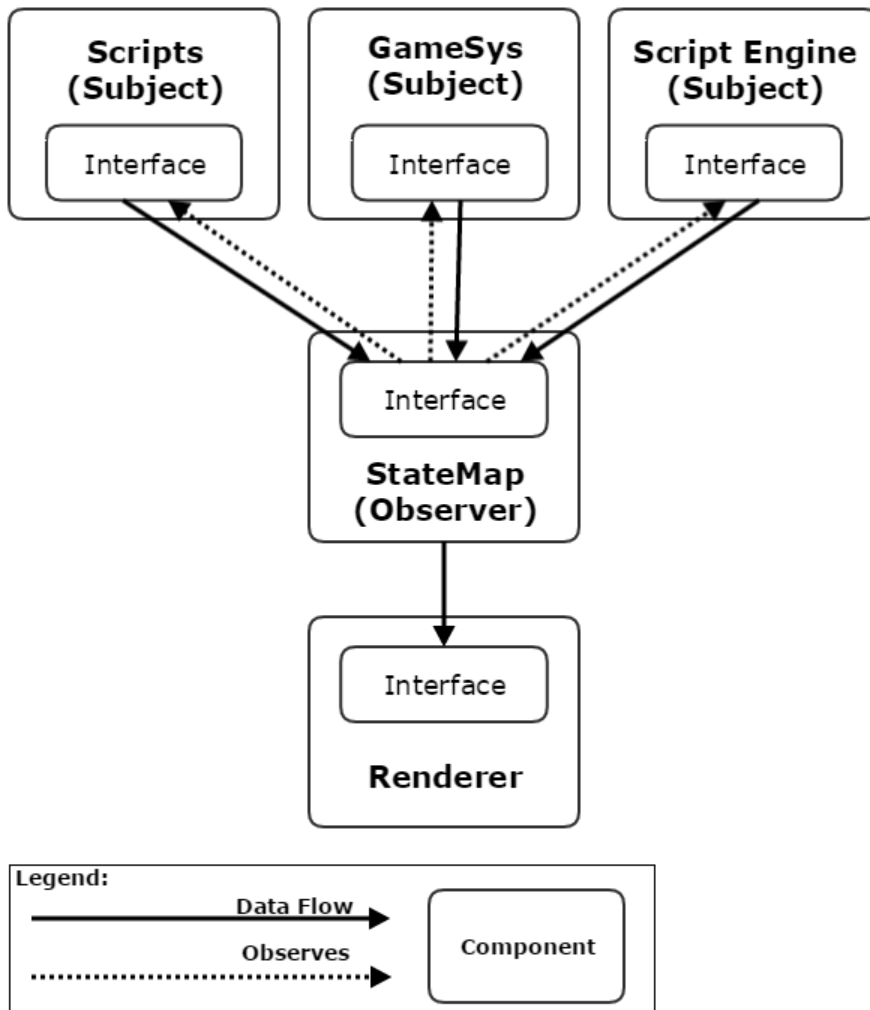 Scripts
(Subject)
Interface
GameSys
(Subject)
Interface
Script Engine
(Subject)
Interface
Interface
StateMap
(Observer)
Interface
Renderer
Legend:
Data Flow
Observes
Component